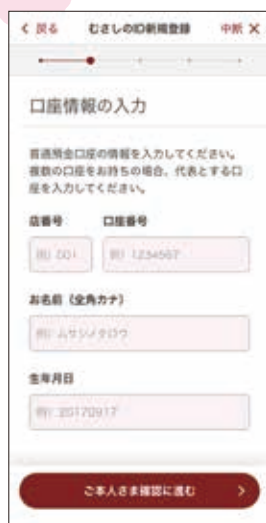 戻る むさしのID新規登録 中断 ×
口座情報の入力
普通預金口座の情報を入力してください。
複数の口座をお持ちの場合、代表とする口
座を入力してください。
店番号 口座番号
例) 001 例) 1234567
お名前（全角カナ）
例) ムサシノタロウ
生年月日
例) 20170917
ご本人さま確認に進む